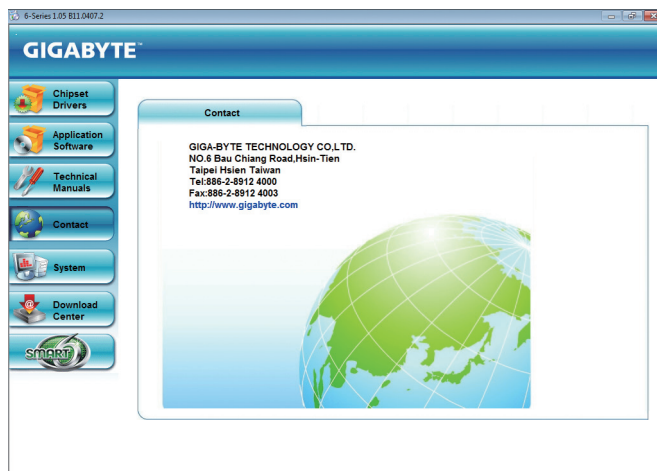 6-Series 1.05 B11.0407.2
GIGABYTE™
Chipset
Drivers
Application
Software
Technical
Manuals
Contact
System
Download
Center
SMART6
Contact
GIGA-BYTE TECHNOLOGY CO,LTD.
NO.6 Bau Chiang Road,Hsin-Tien
Taipei Hsien Taiwan
Tel:886-2-8912 4000
Fax:886-2-8912 4003
http://www.gigabyte.com